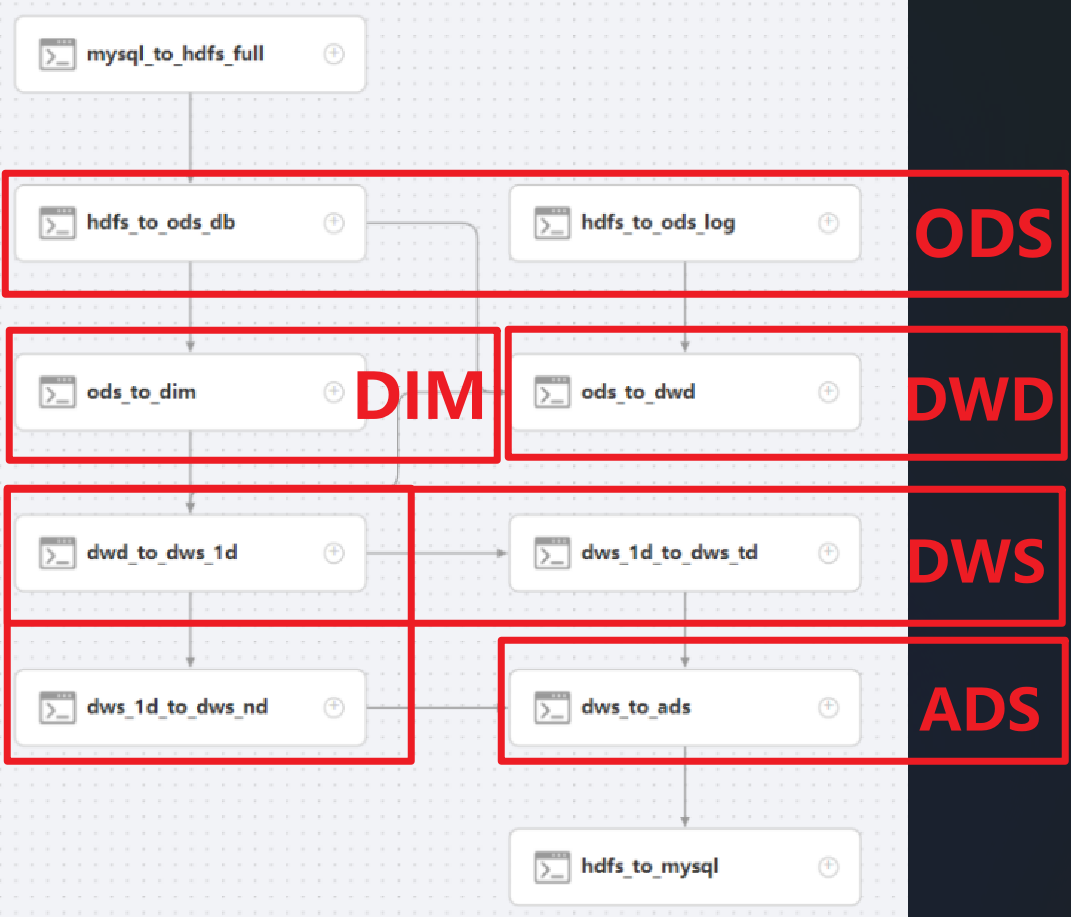 mysql_to_hdfs_full
hdfs_to_ods_db
hdfs_to_ods_log
ODS
ods_to_dim
DIM
ods_to_dwd
DWD
dwd_to_dws_1d
dws_1d_to_dws_td
DWS
dws_1d_to_dws_nd
dws_to_ads
ADS
hdfs_to_mysql